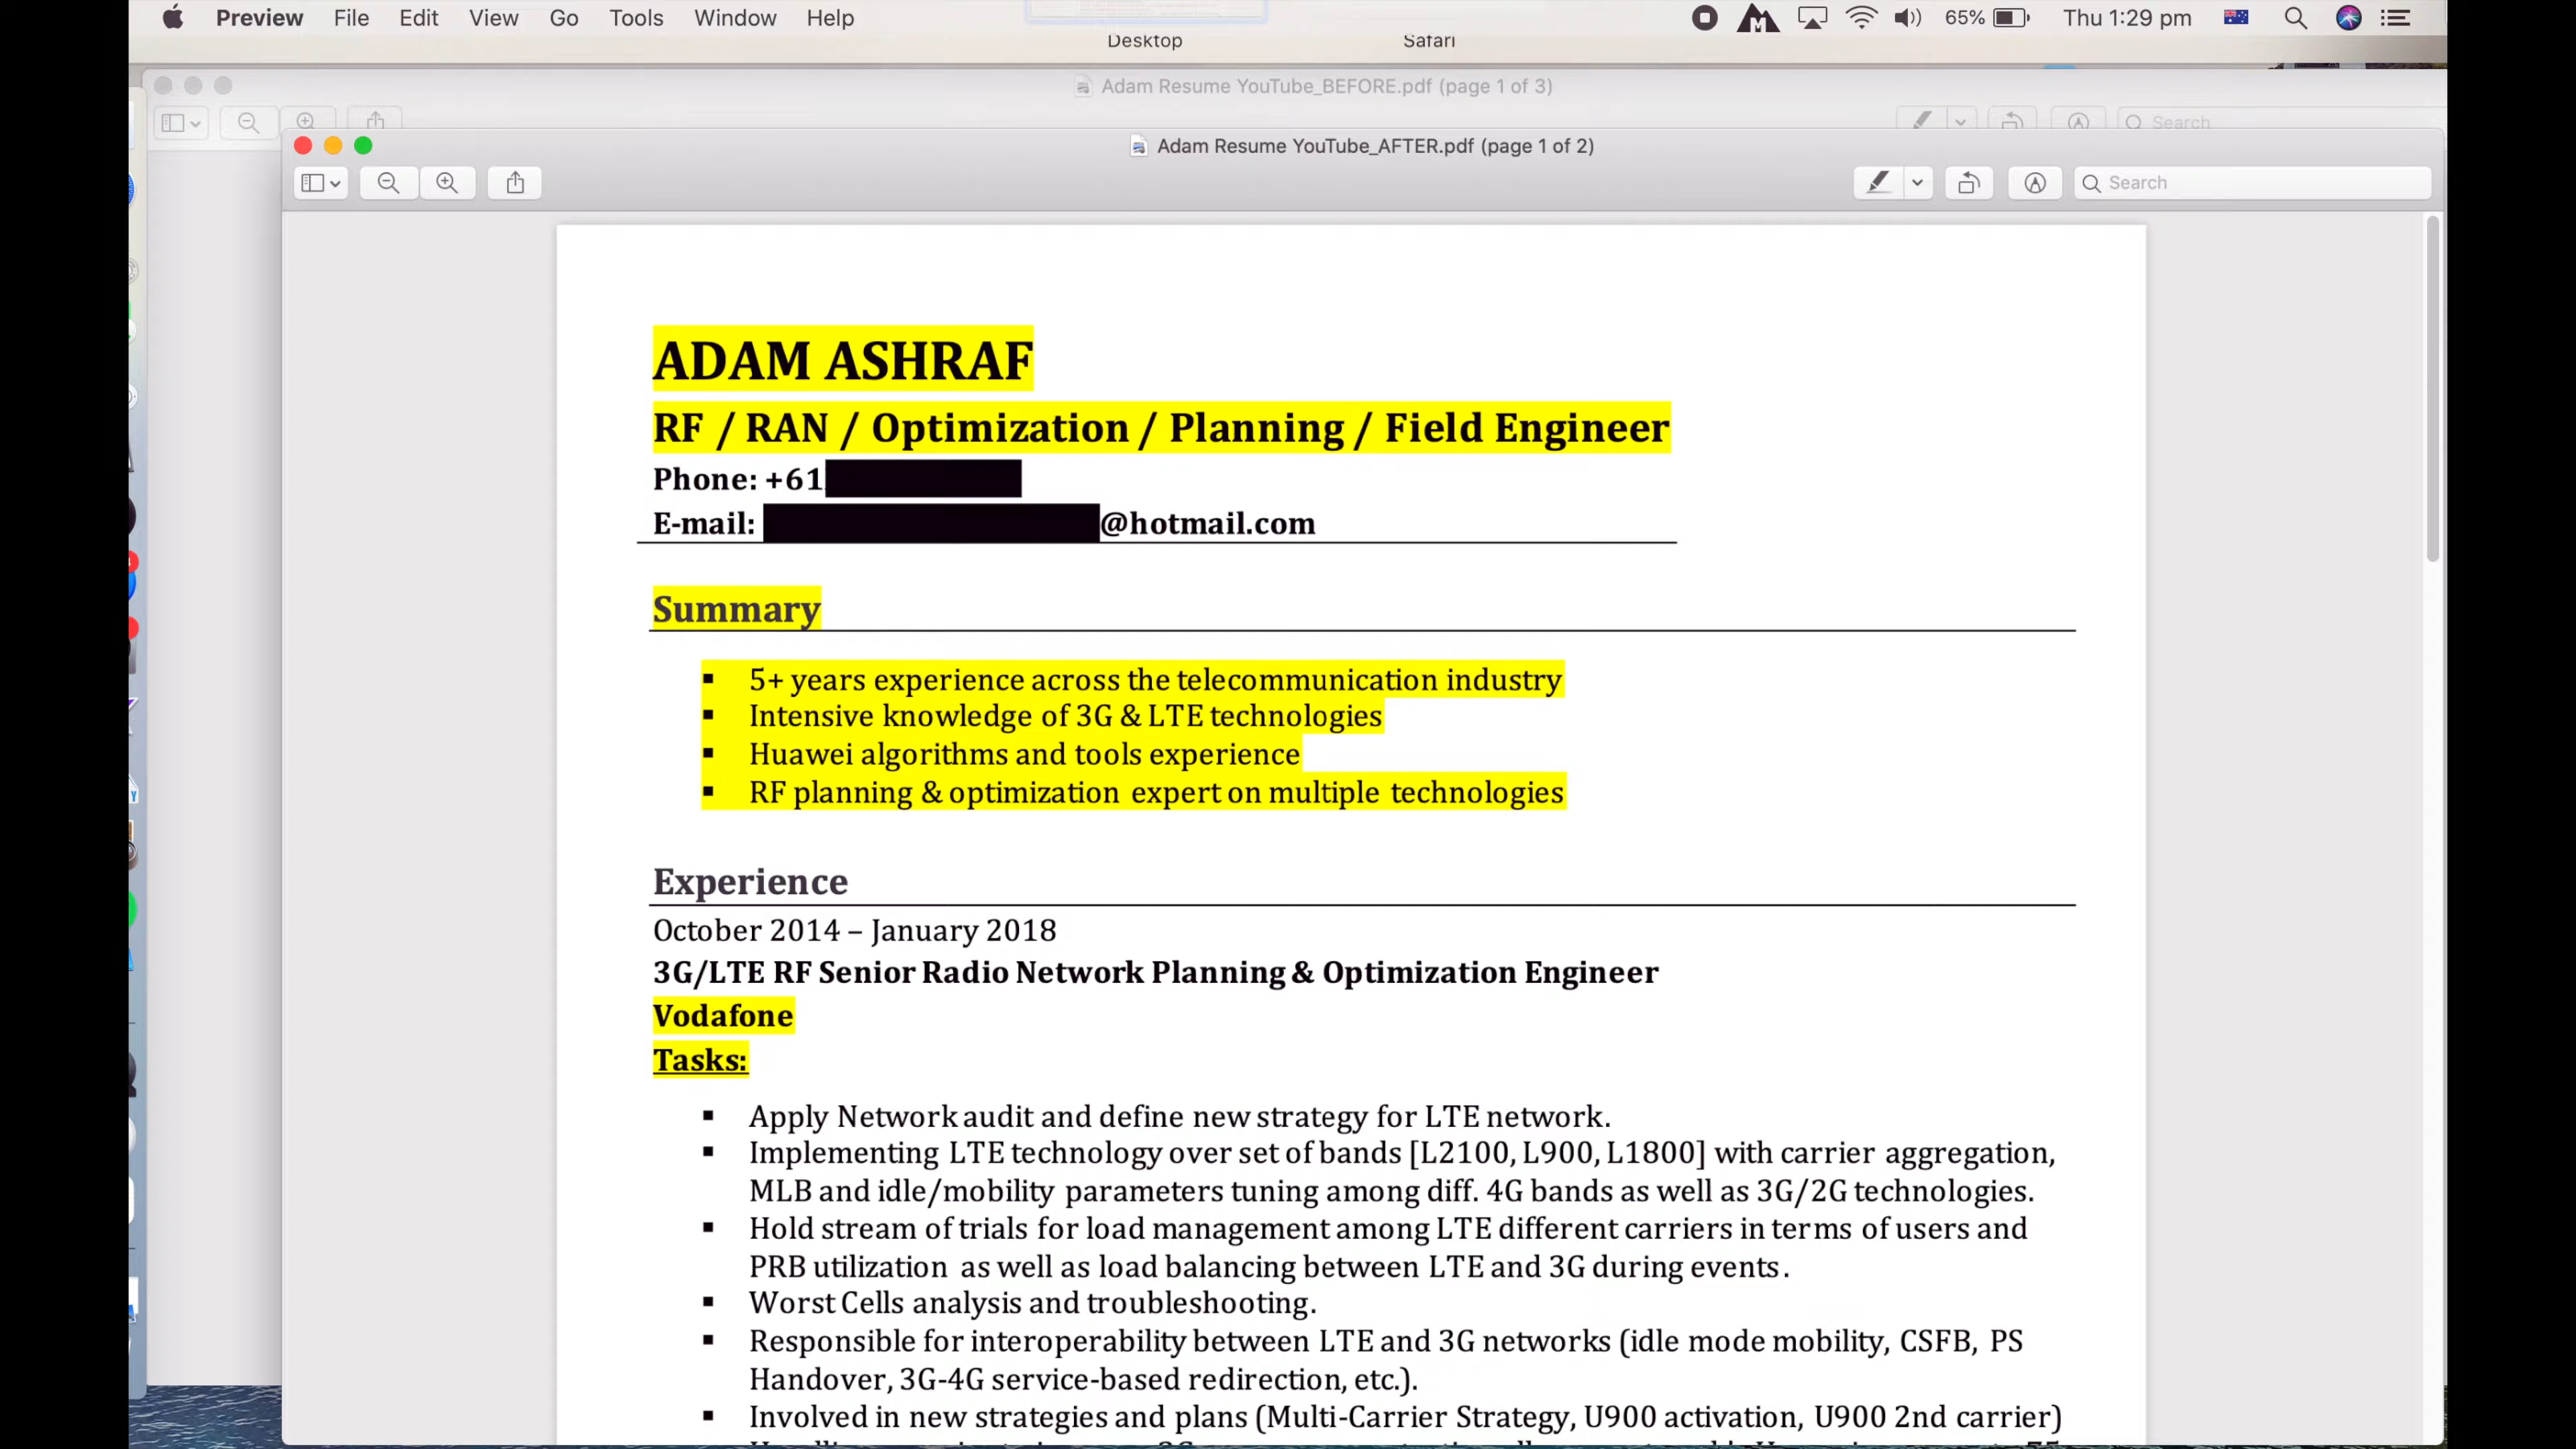 Preview File Edit View Go Tools Window Help 65% Thu 1:29 pm
Desktop Safari
Adam Resume YouTube_BEFORE.pdf (page 1 of 3)
Search
Adam Resume YouTube_AFTER.pdf (page 1 of 2)
Search
ADAM ASHRAF
RF / RAN / Optimization / Planning / Field Engineer
Phone: +61
E-mail: @hotmail.com
Summary
▪ 5+ years experience across the telecommunication industry
▪ Intensive knowledge of 3G & LTE technologies
▪ Huawei algorithms and tools experience
▪ RF planning & optimization expert on multiple technologies
Experience
October 2014 – January 2018
3G/LTE RF Senior Radio Network Planning & Optimization Engineer
Vodafone
Tasks:
▪ Apply Network audit and define new strategy for LTE network.
▪ Implementing LTE technology over set of bands [L2100, L900, L1800] with carrier aggregation,
MLB and idle/mobility parameters tuning among diff. 4G bands as well as 3G/2G technologies.
▪ Hold stream of trials for load management among LTE different carriers in terms of users and
PRB utilization as well as load balancing between LTE and 3G during events.
▪ Worst Cells analysis and troubleshooting.
▪ Responsible for interoperability between LTE and 3G networks (idle mode mobility, CSFB, PS
Handover, 3G-4G service-based redirection, etc.).
▪ Involved in new strategies and plans (Multi-Carrier Strategy, U900 activation, U900 2nd carrier)